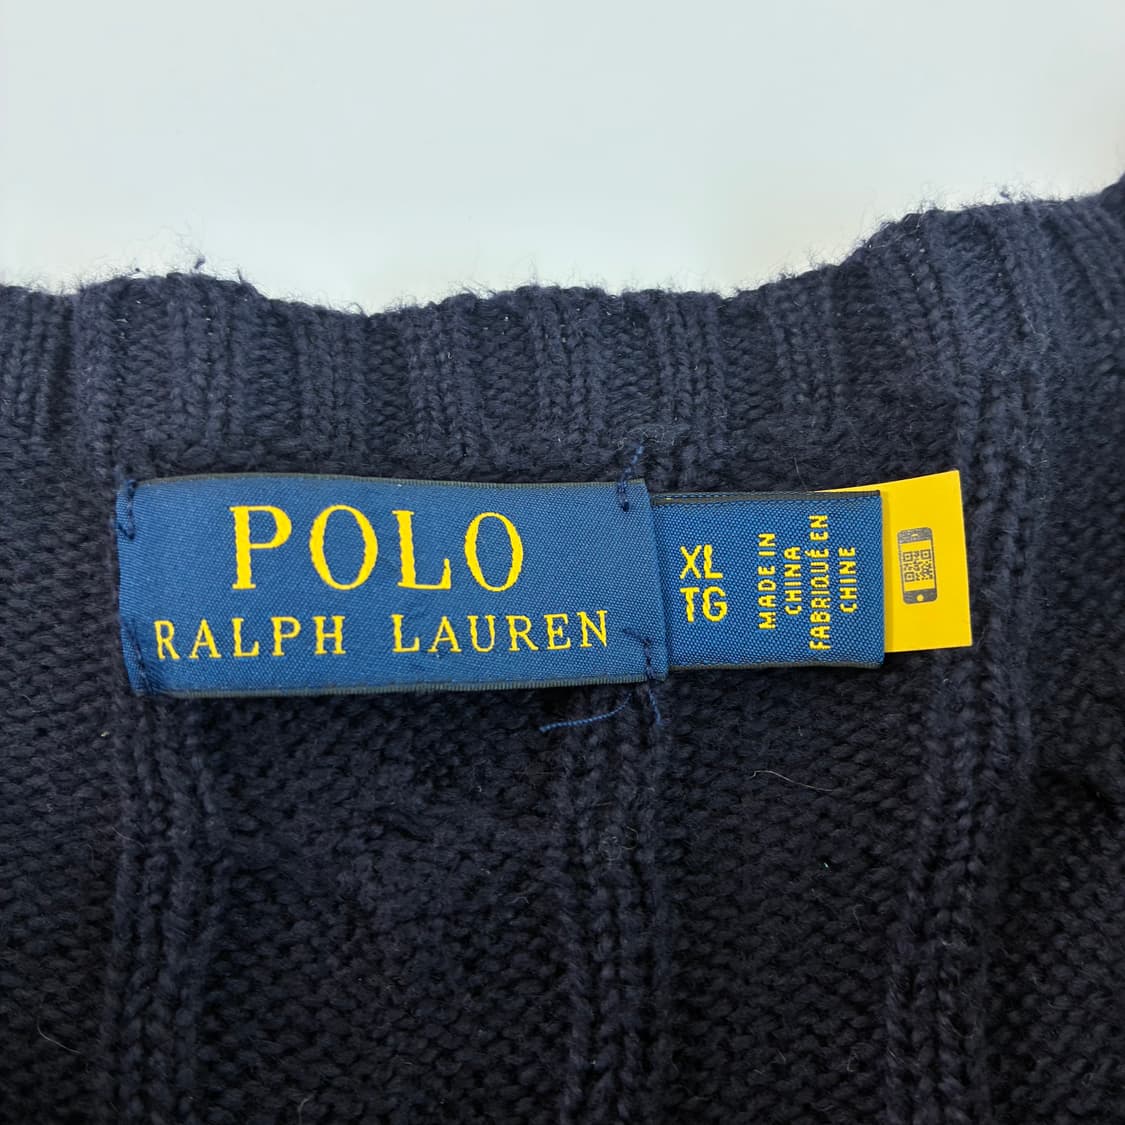 POLO
RALPH LAUREN
XL
TG
MADE IN
CHINA
FABRIQUÉ EN
CHINE